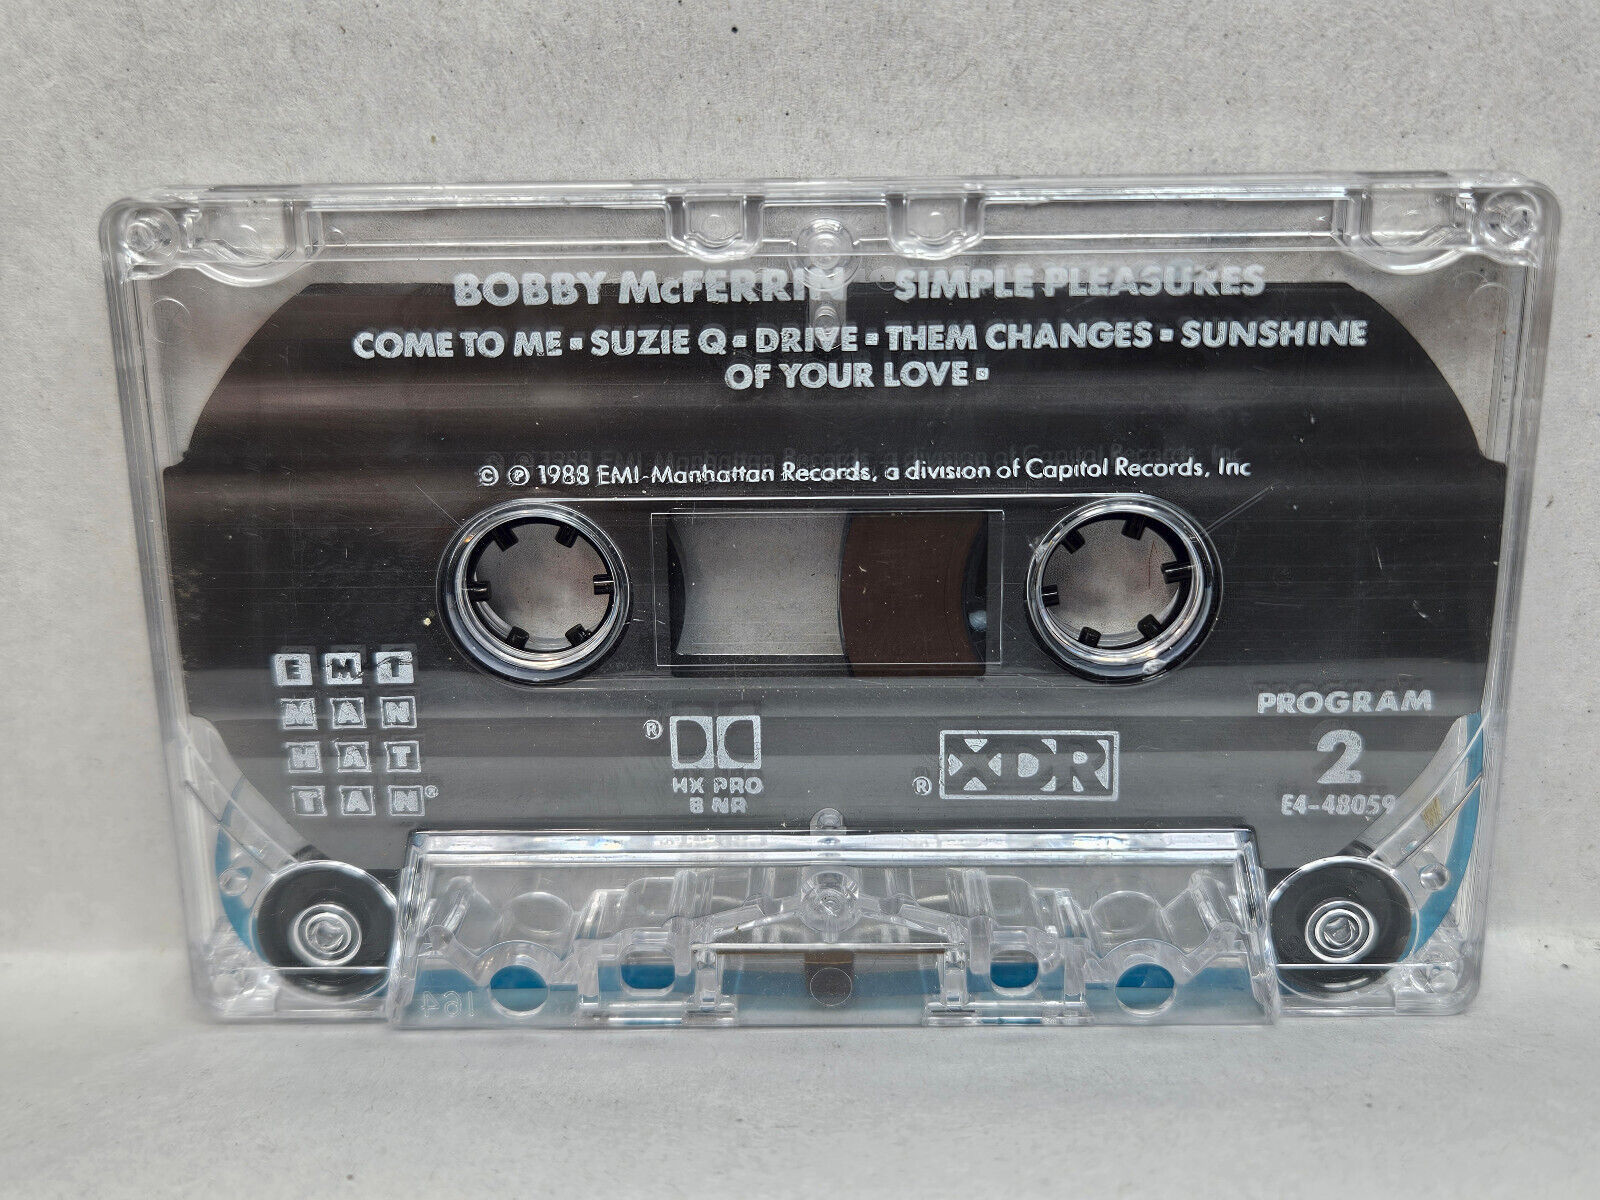 BOBBY McFERRIN SIMPLE PLEASURES
COME TO ME ▪ SUZIE Q ▪ DRIVE ▪ THEM CHANGES ▪ SUNSHINE
OF YOUR LOVE ▪
© ℗ 1988 EMI-Manhattan Records, a division of Capitol Records, Inc
EMI
MAN
HAT
TAN®
®
HX PRO
B NR
® XDR
PROGRAM
2
E4-48059
164